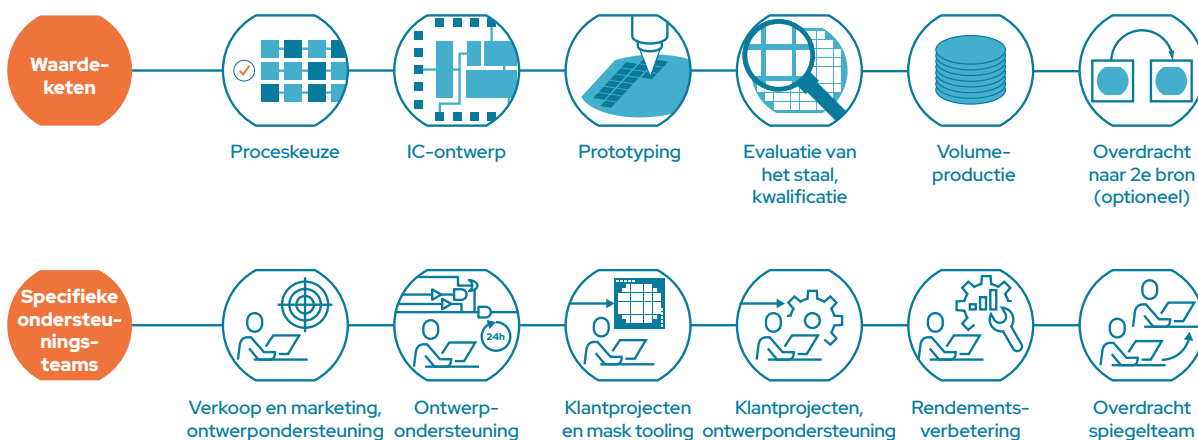 Waarde-
keten
Proceskeuze
IC-ontwerp
Prototyping
Evaluatie van
het staal,
kwalificatie
Volume-
productie
Overdracht
naar 2e bron
(optioneel)
Specifieke
ondersteu-
nings-
teams
24h
Verkoop en marketing,
ontwerpondersteuning
Ontwerp-
ondersteuning
Klantprojecten
en mask tooling
Klantprojecten,
ontwerpondersteuning
Rendements-
verbetering
Overdracht
spiegelteam